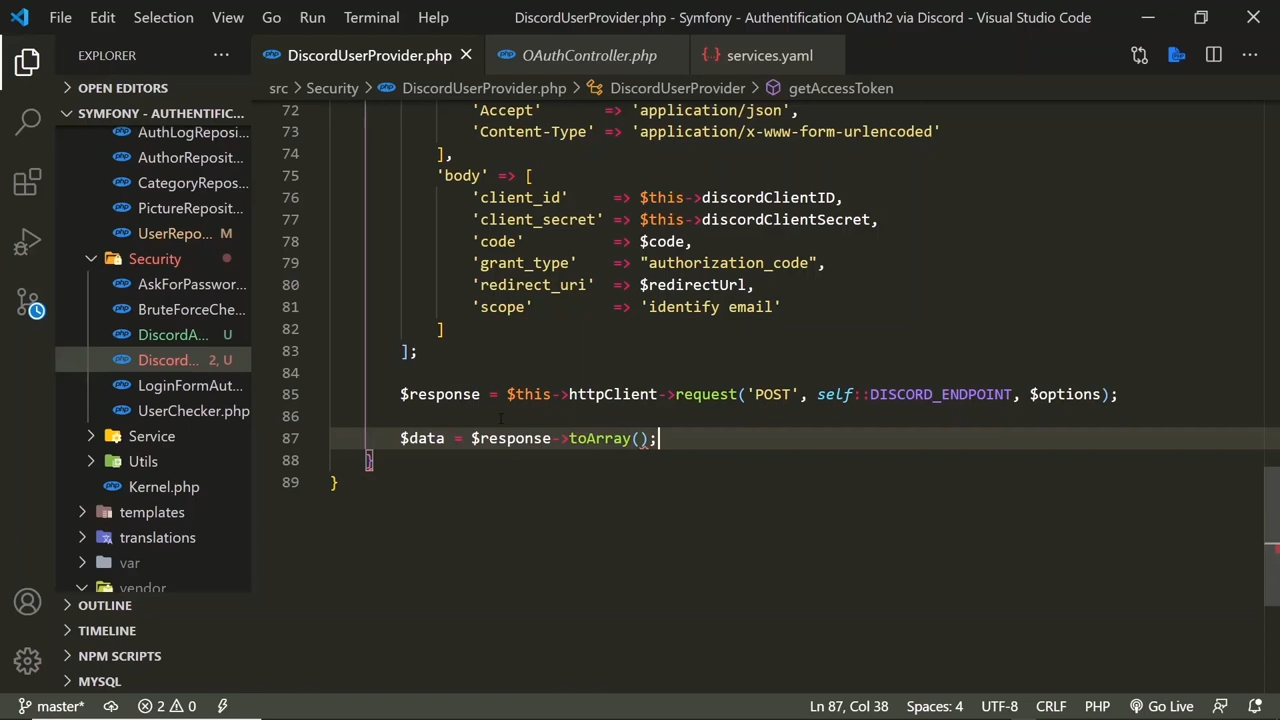 File Edit Selection View Go Run Terminal Help DiscordUserProvider.php - Symfony - Authentification OAuth2 via Discord - Visual Studio Code
EXPLORER ...
DiscordUserProvider.php OAuthController.php services.yaml
OPEN EDITORS
src > Security > DiscordUserProvider.php > DiscordUserProvider > getAccessToken
SYMFONY - AUTHENTIFIC...
AuthLogReposi...
AuthorReposit...
CategoryRepos...
PictureReposit...
UserRepo... M
Security
AskForPasswor...
BruteForceChe...
DiscordA... U
Discord... 2, U
LoginFormAut...
UserChecker.php
Service
Utils
Kernel.php
templates
translations
var
vendor
OUTLINE
TIMELINE
NPM SCRIPTS
MYSQL
72 'Accept' => 'application/json',
73 'Content-Type' => 'application/x-www-form-urlencoded'
74 ],
75 'body' => [
76 'client_id' => $this->discordClientID,
77 'client_secret' => $this->discordClientSecret,
78 'code' => $code,
79 'grant_type' => "authorization_code",
80 'redirect_uri' => $redirectUrl,
81 'scope' => 'identify email'
82 ]
83 ];
84
85 $response = $this->httpClient->request('POST', self::DISCORD_ENDPOINT, $options);
86
87 $data = $response->toArray();
88 }
89 }
master* 2 0 Ln 87, Col 38 Spaces: 4 UTF-8 CRLF PHP Go Live